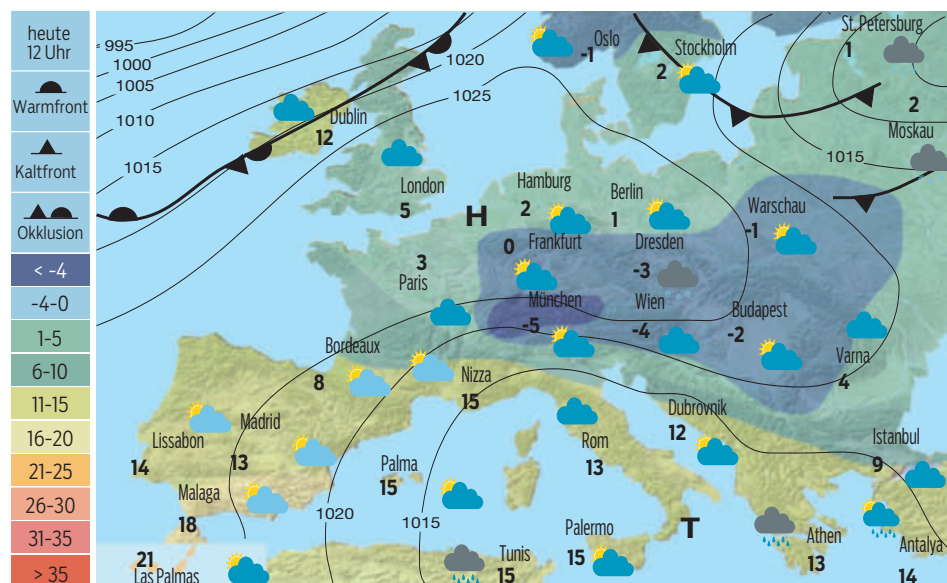 heute
12 Uhr
Warmfront
Kaltfront
Okklusion
< -4
-4-0
1-5
6-10
11-15
16-20
21-25
26-30
31-35
> 35
995
1000
1005
1010
1015
1020
1025
Oslo
-1
Stockholm
2
St. Petersburg
1
2
Moskau
1015
Dublin
12
London
5
Hamburg
2
Berlin
1
Warschau
-1
H
0
Frankfurt
Dresden
-3
3
Paris
München
-5
Wien
-4
Budapest
-2
Varna
4
Bordeaux
8
Nizza
15
Lissabon
14
Madrid
13
Malaga
18
Palma
15
Rom
13
Dubrovnik
12
Istanbul
9
1020
1015
T
Palermo
15
Athen
13
Antalya
14
21
Las Palmas
Tunis
15